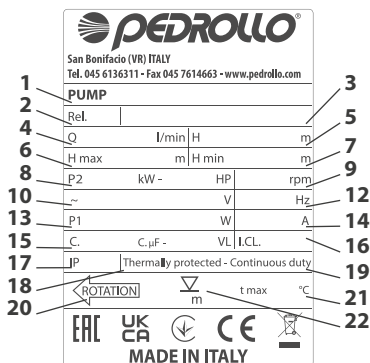 PEDROLLO
San Bonifacio (VR) ITALY
Tel. 045 6136311 - Fax 045 7614663 - www.pedrollo.com
1 PUMP
2 Rel. 3
4 Q l/min H m 5
6 H max m H min m 7
8 P2 kW - HP rpm 9
10 ~ V Hz 12
13 P1 W A 14
15 C. C. µF - VL I.CL. 16
17 IP Thermally protected - Continuous duty 19
18
ROTATION m t max °C 21
20 22
EAC UKCA CE
MADE IN ITALY